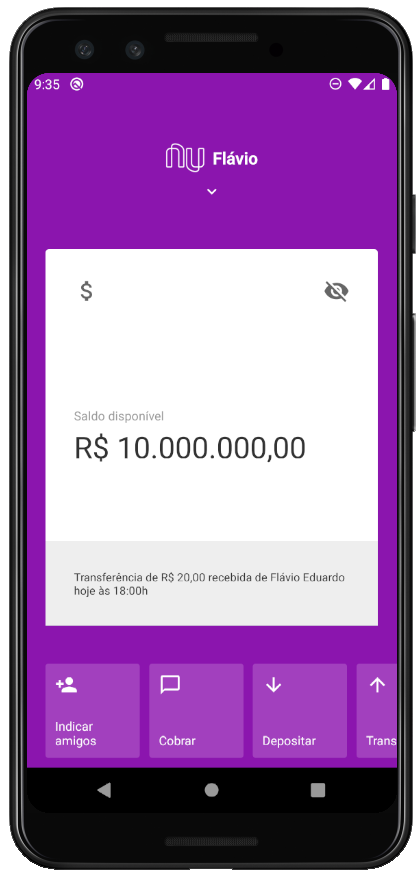 9:35
nu Flávio
$
Saldo disponível
R$ 10.000.000,00
Transferência de R$ 20,00 recebida de Flávio Eduardo
hoje às 18:00h
Indicar
amigos
Cobrar
Depositar
Trans